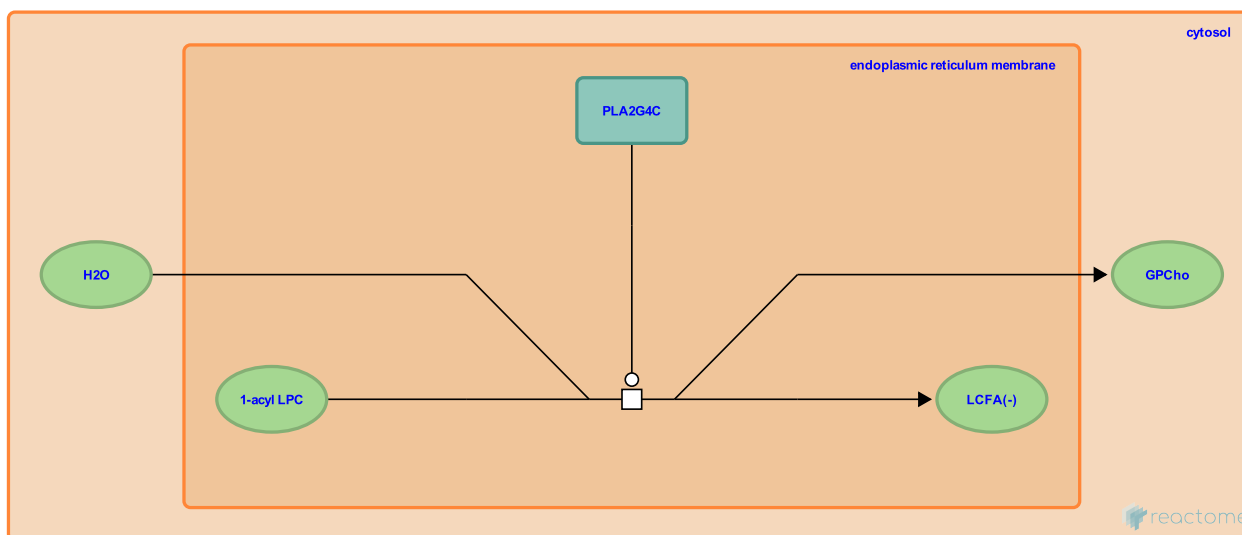 cytosol
endoplasmic reticulum membrane
PLA2G4C
H2O
GPCho
1-acyl LPC
LCFA(-)
reactome